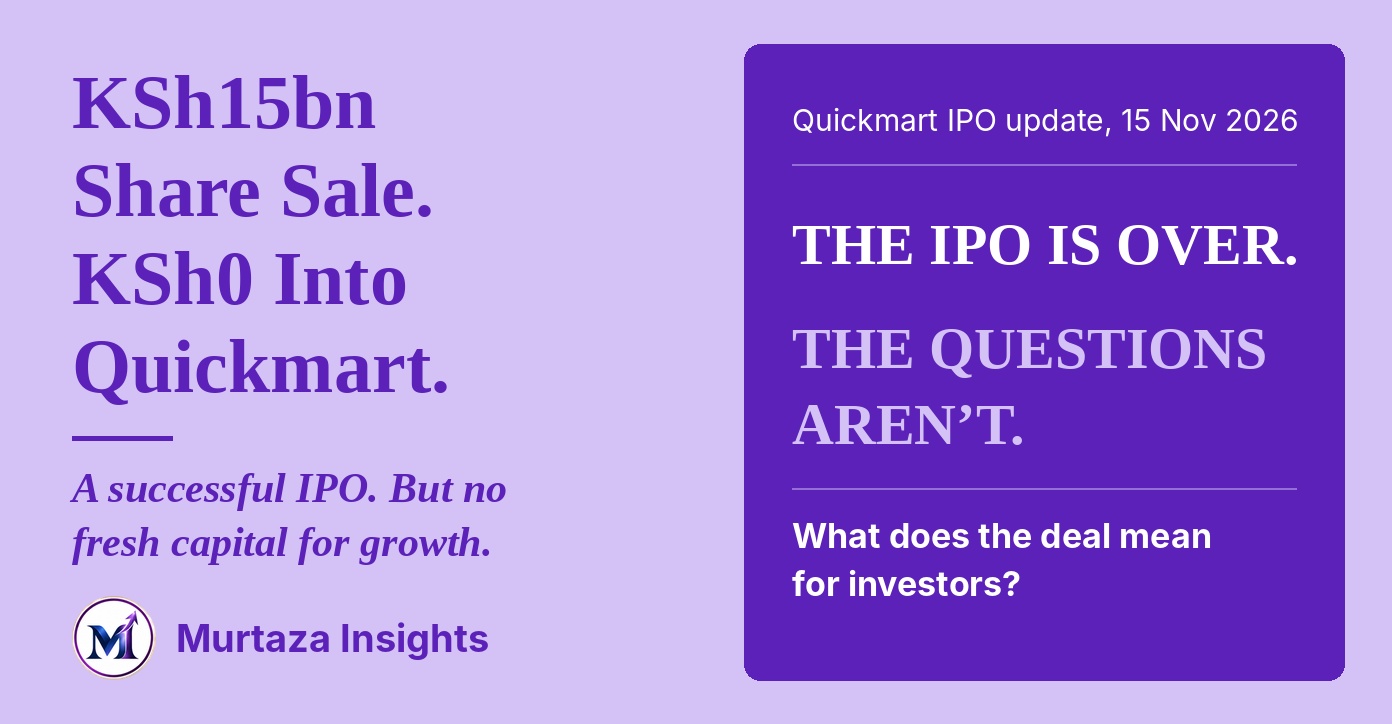 KSh15bn
Share Sale.
KSh0 Into
Quickmart.
A successful IPO. But no
fresh capital for growth.
M
Murtaza Insights
Quickmart IPO update, 15 Nov 2026
THE IPO IS OVER.
THE QUESTIONS
AREN’T.
What does the deal mean
for investors?